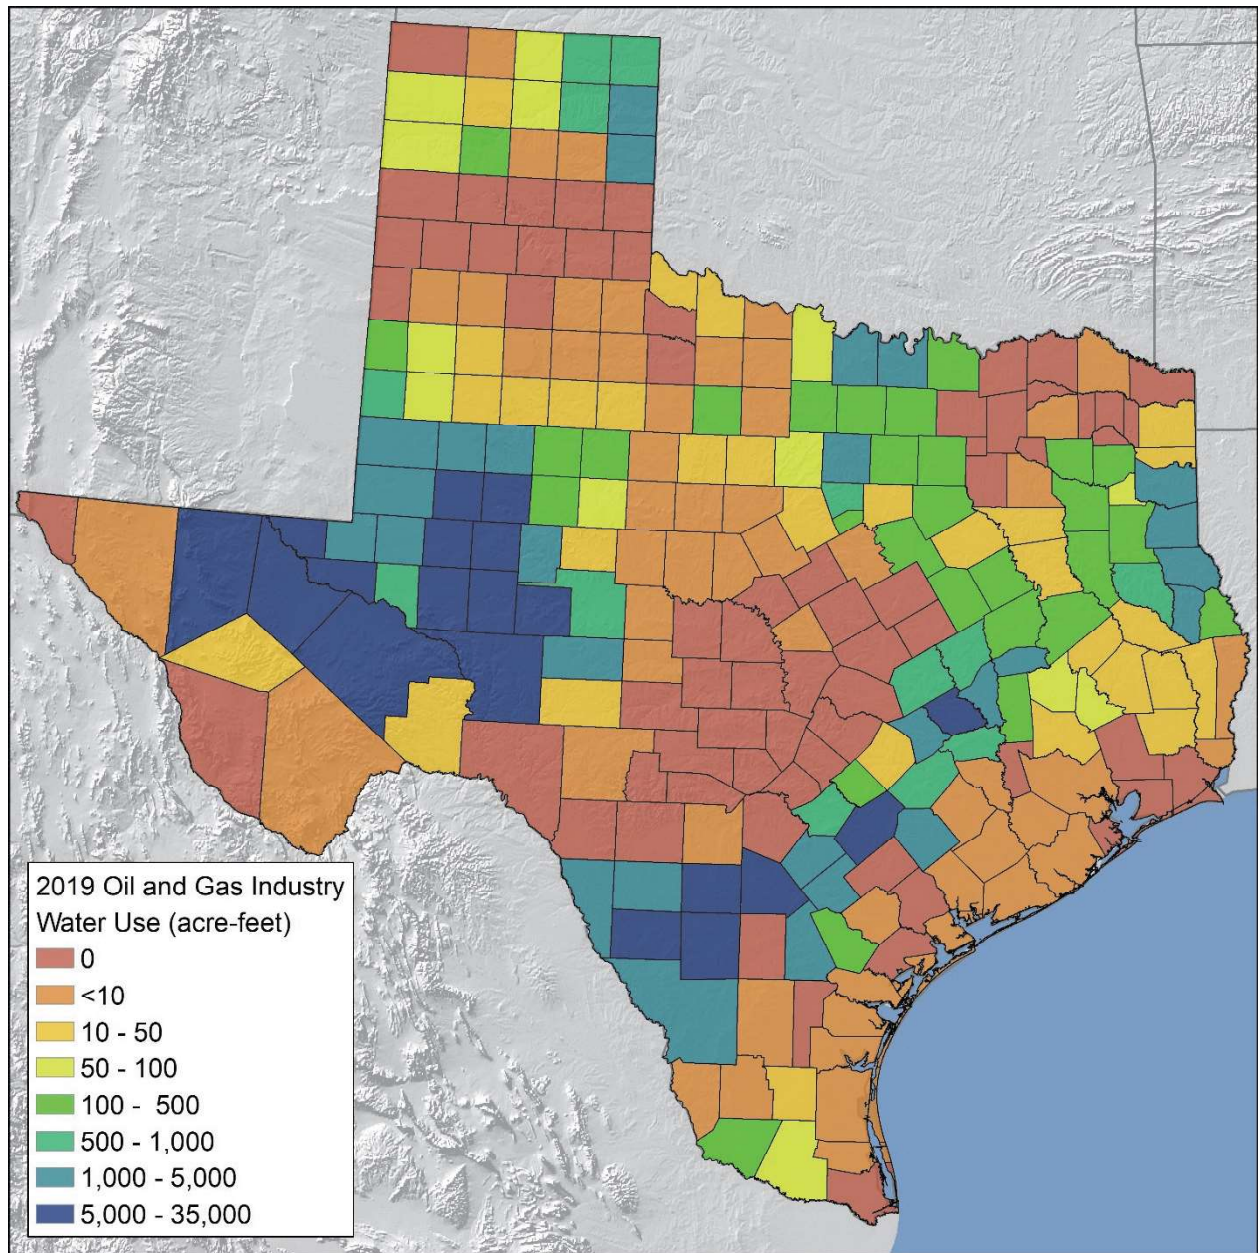 2019 Oil and Gas Industry
Water Use (acre-feet)
0
<10
10 - 50
50 - 100
100 - 500
500 - 1,000
1,000 - 5,000
5,000 - 35,000